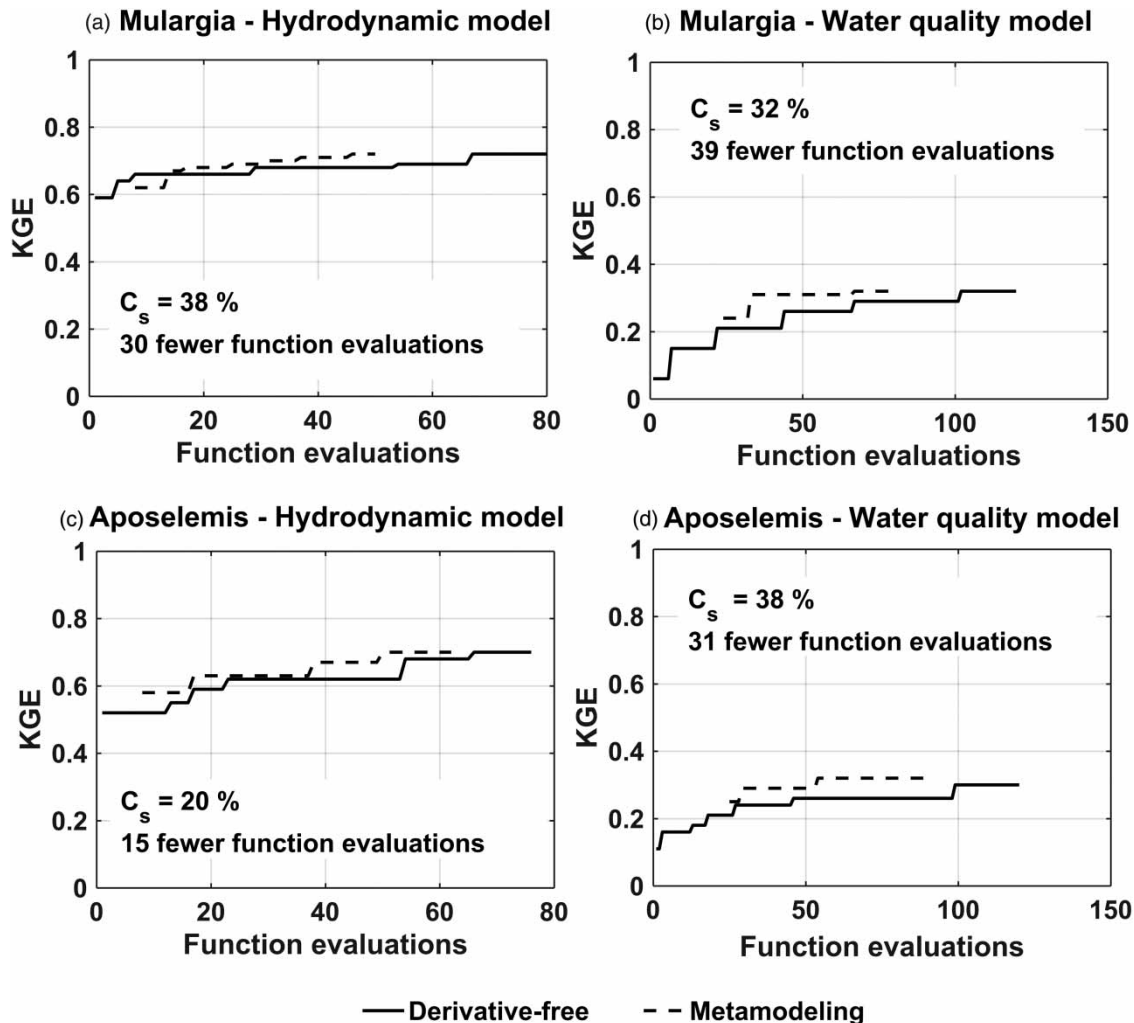 (a) Mulargia - Hydrodynamic model
1
0.8
0.6
0.4
0.2
0
KGE
C_s = 38 %
30 fewer function evaluations
0 20 40 60 80
Function evaluations
(b) Mulargia - Water quality model
1
0.8
0.6
0.4
0.2
0
KGE
C_s = 32 %
39 fewer function evaluations
0 50 100 150
Function evaluations
(c) Aposelemis - Hydrodynamic model
1
0.8
0.6
0.4
0.2
0
KGE
C_s = 20 %
15 fewer function evaluations
0 20 40 60 80
Function evaluations
(d) Aposelemis - Water quality model
1
0.8
0.6
0.4
0.2
0
KGE
C_s = 38 %
31 fewer function evaluations
0 50 100 150
Function evaluations
Derivative-free Metamodeling